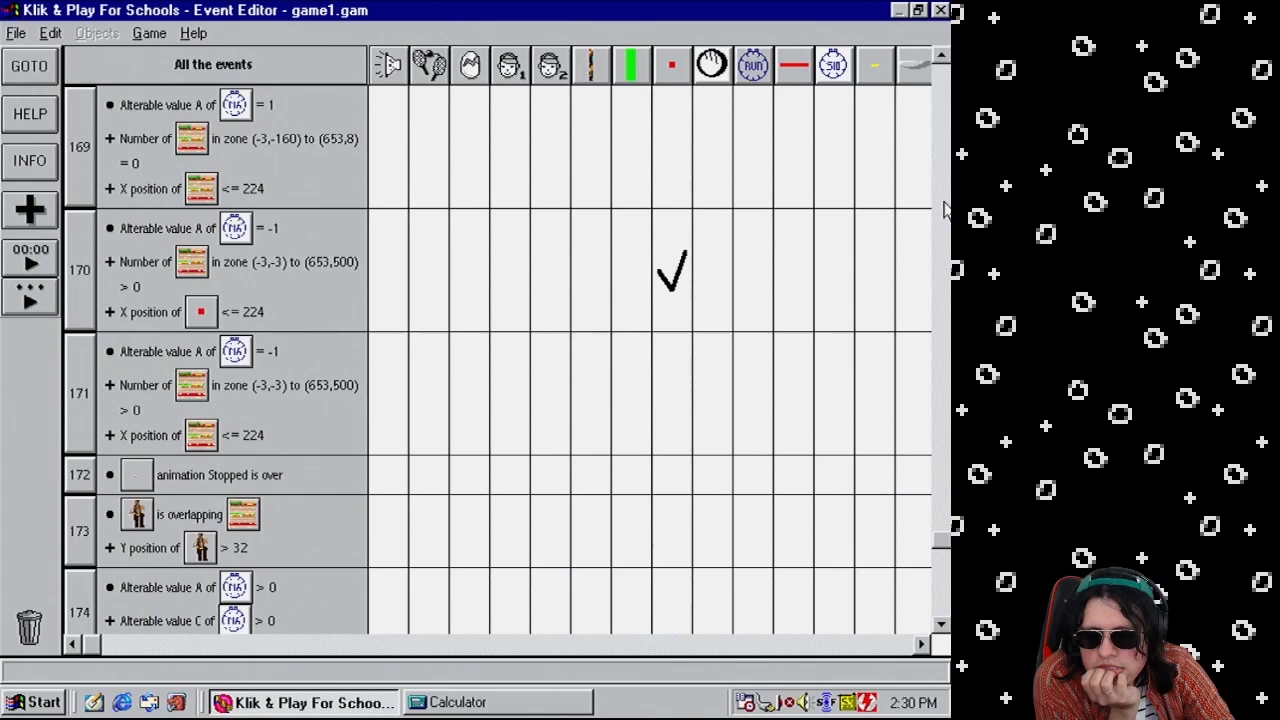 Klik & Play For Schools - Event Editor - game1.gam
File Edit Objects Game Help
GOTO
All the events
1
2
RUN
HELP
INFO
00:00
169
Alterable value A of = 1
+ Number of in zone (-3,-160) to (653,8)
= 0
+ X position of <= 224
170
Alterable value A of = -1
+ Number of in zone (-3,-3) to (653,500)
> 0
+ X position of <= 224
171
Alterable value A of = -1
+ Number of in zone (-3,-3) to (653,500)
> 0
+ X position of <= 224
172
animation Stopped is over
173
is overlapping
+ Y position of > 32
174
Alterable value A of > 0
+ Alterable value C of > 0
Start
Klik & Play For Schoo...
Calculator
2:30 PM